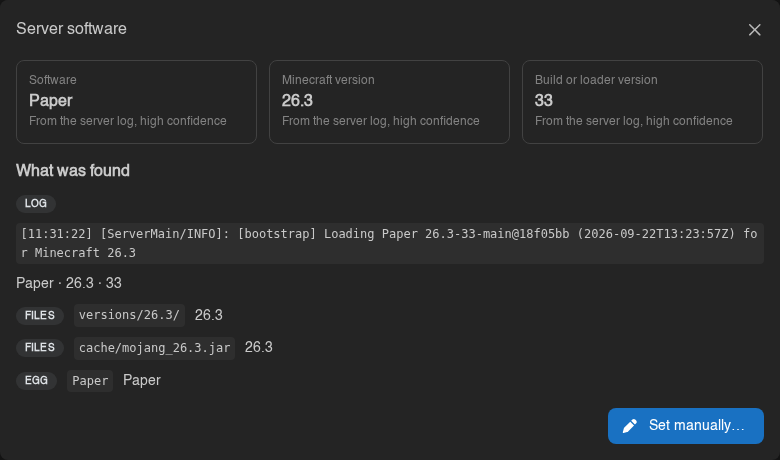 Server software
Software
Paper
From the server log, high confidence
Minecraft version
26.3
From the server log, high confidence
Build or loader version
33
From the server log, high confidence
What was found
LOG
[11:31:22] [ServerMain/INFO]: [bootstrap] Loading Paper 26.3-33-main@18f05bb (2026-09-22T13:23:57Z) fo
r Minecraft 26.3
Paper · 26.3 · 33
FILES versions/26.3/ 26.3
FILES cache/mojang_26.3.jar 26.3
EGG Paper Paper
Set manually...